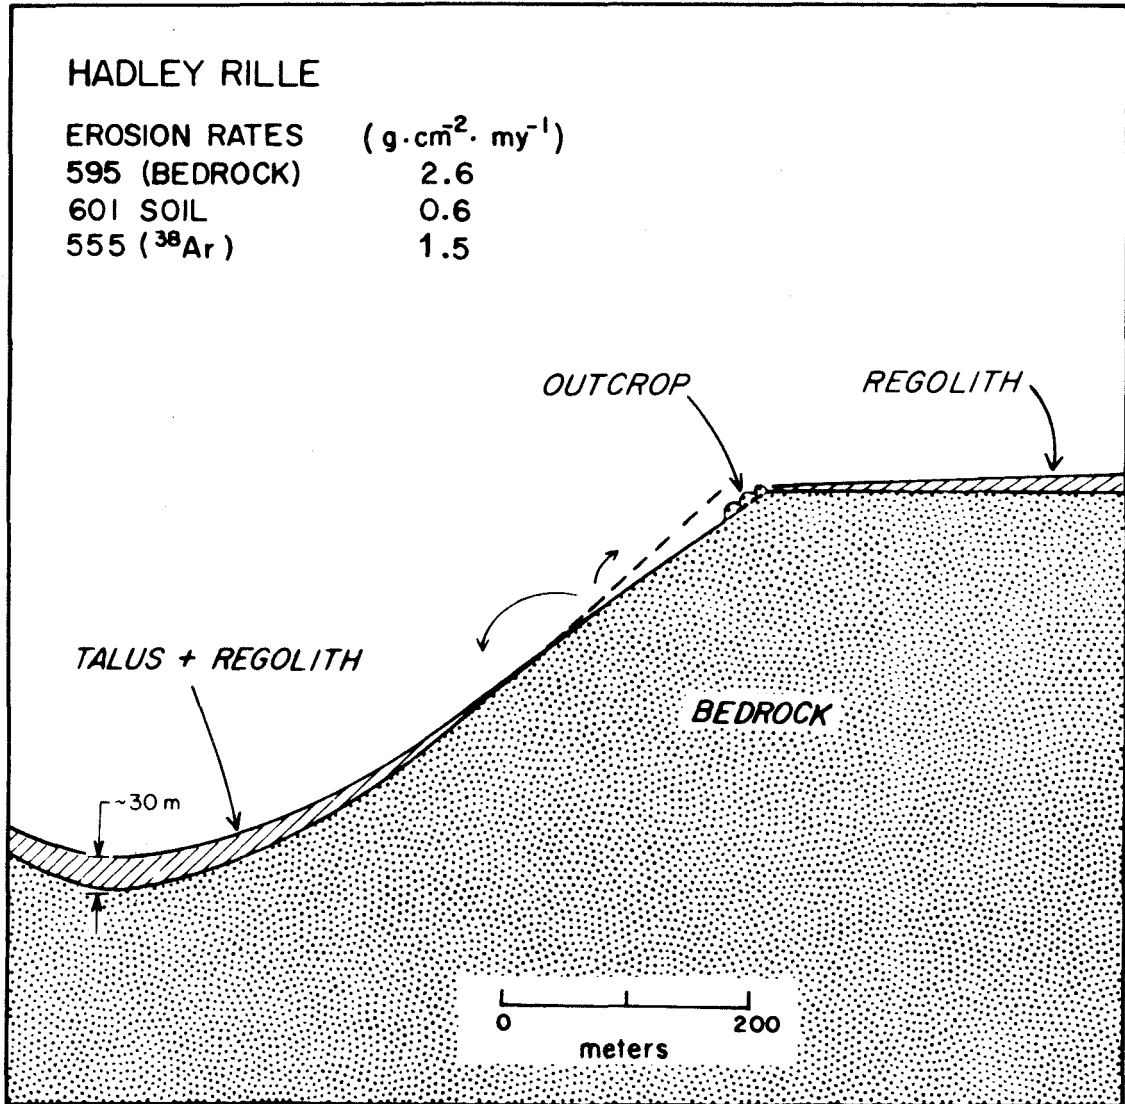 HADLEY RILLE
EROSION RATES (g·cm⁻²· my⁻¹)
595 (BEDROCK) 2.6
601 SOIL 0.6
555 (³⁸Ar) 1.5
OUTCROP
REGOLITH
TALUS + REGOLITH
BEDROCK
~30 m
0 200
meters